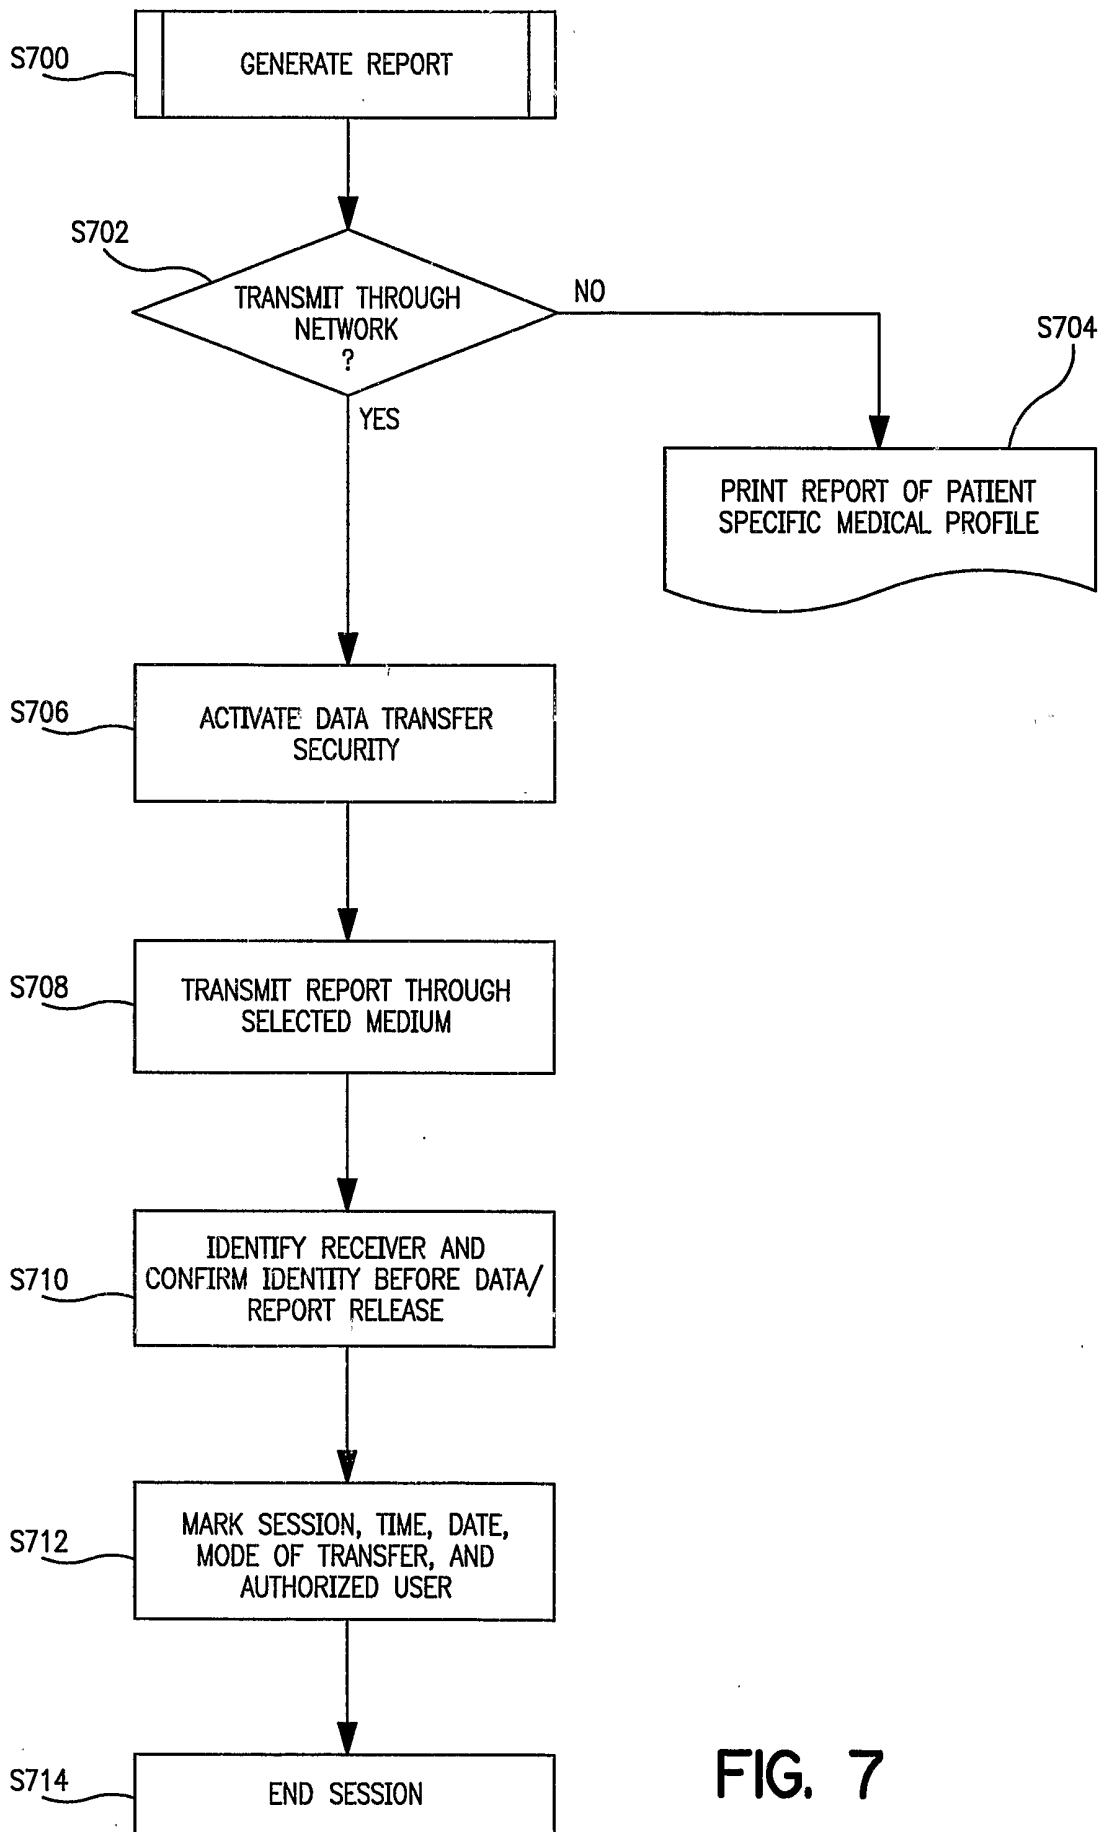 S700
GENERATE REPORT
S702
TRANSMIT THROUGH
NETWORK
?
NO
YES
S704
PRINT REPORT OF PATIENT
SPECIFIC MEDICAL PROFILE
S706
ACTIVATE DATA TRANSFER
SECURITY
S708
TRANSMIT REPORT THROUGH
SELECTED MEDIUM
S710
IDENTIFY RECEIVER AND
CONFIRM IDENTITY BEFORE DATA/
REPORT RELEASE
S712
MARK SESSION, TIME, DATE,
MODE OF TRANSFER, AND
AUTHORIZED USER
S714
END SESSION
FIG. 7